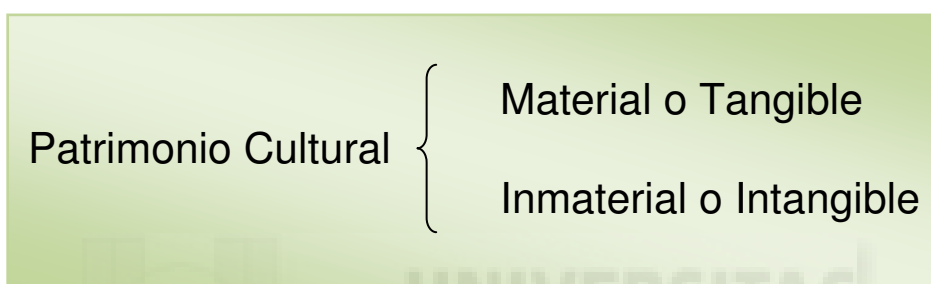 Material o Tangible
Patrimonio Cultural
Inmaterial o Intangible